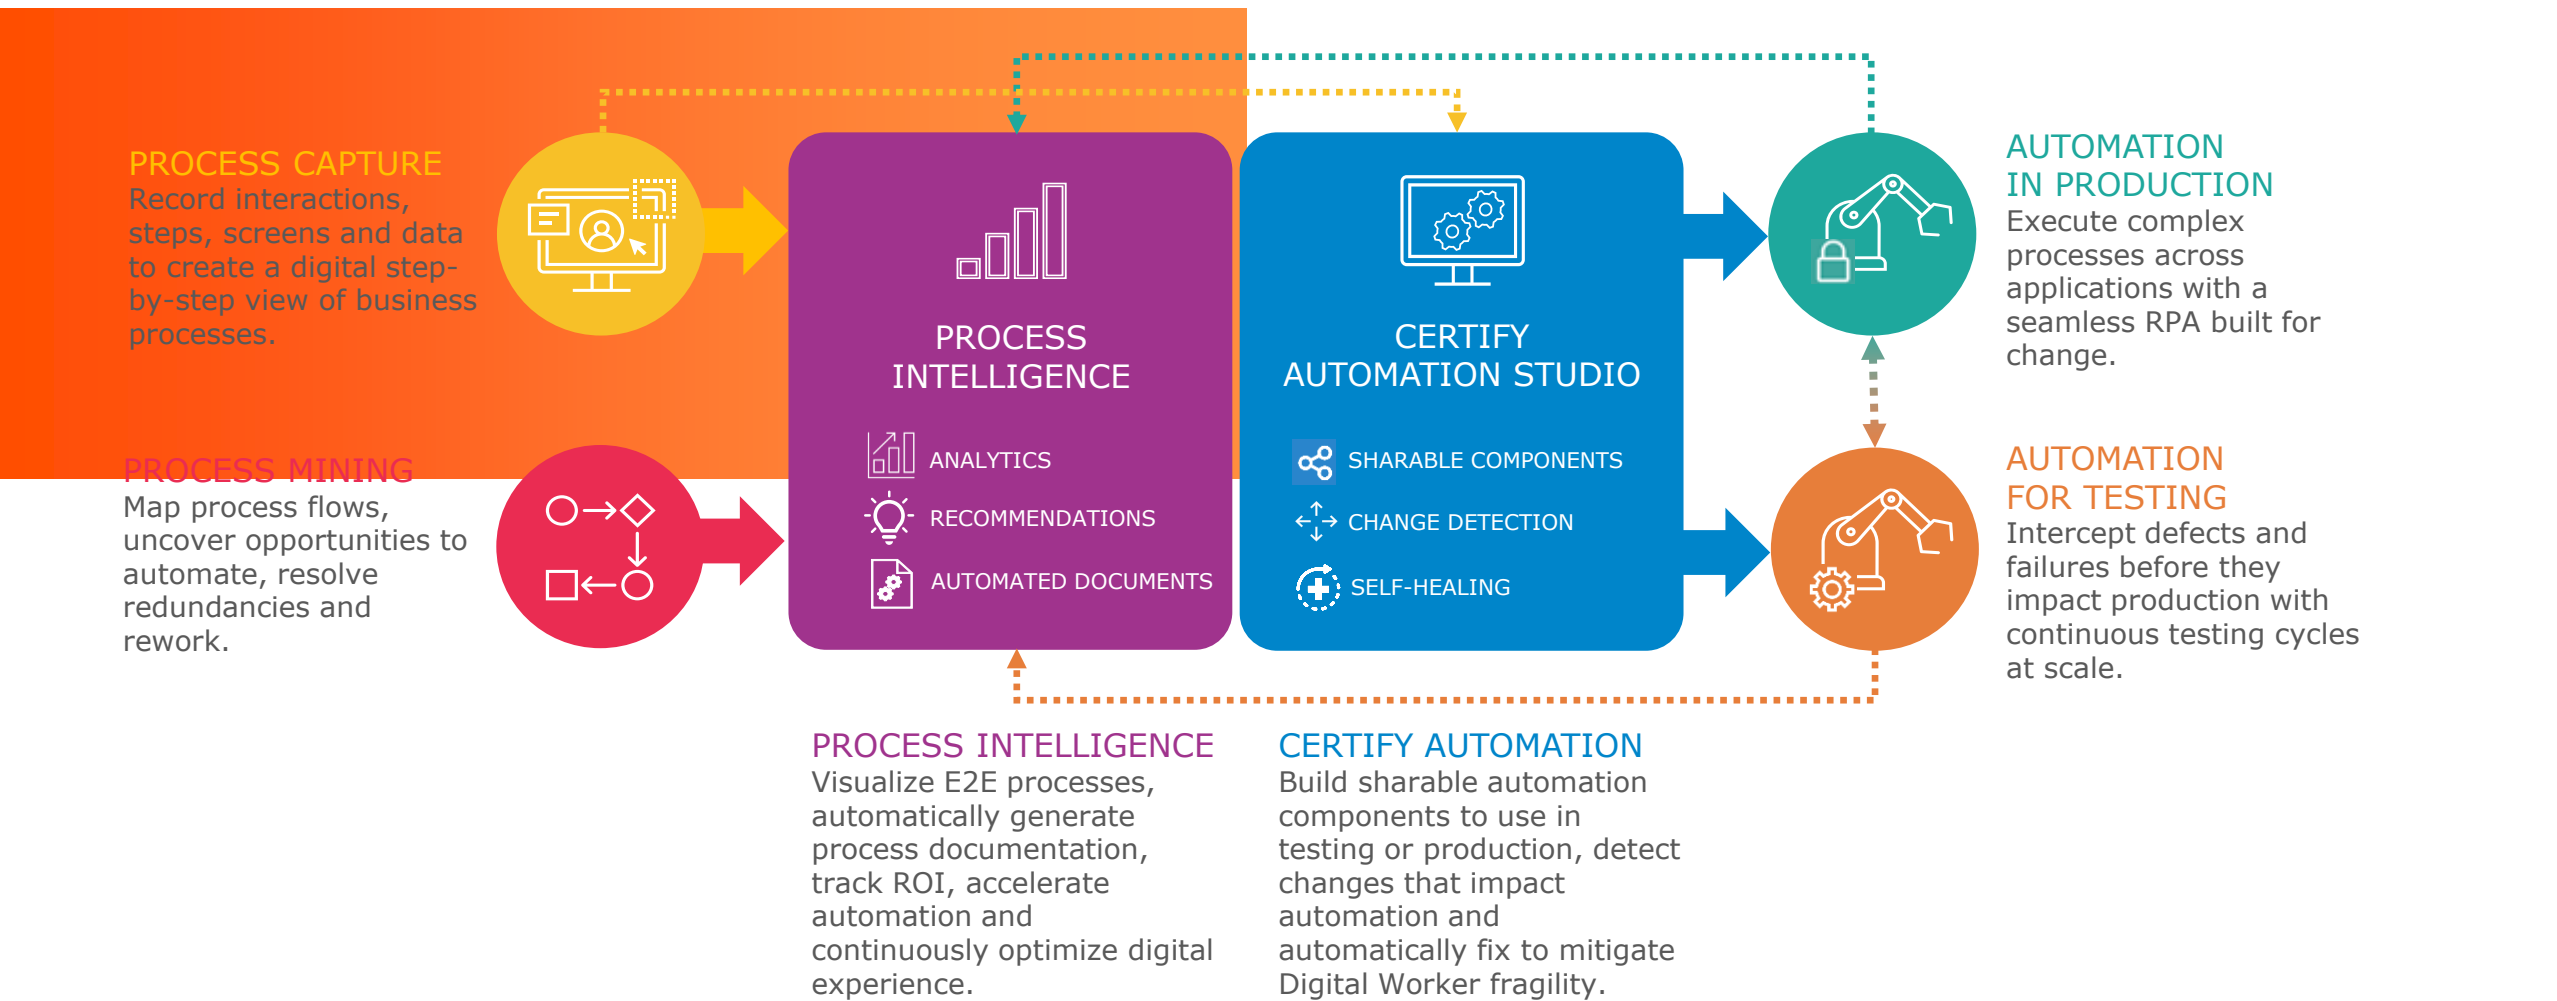 PROCESS CAPTURE
Record interactions,
steps, screens and data
to create a digital step-
by-step view of business
processes.
PROCESS MINING
Map process flows,
uncover opportunities to
automate, resolve
redundancies and
rework.
PROCESS
INTELLIGENCE
ANALYTICS
RECOMMENDATIONS
AUTOMATED DOCUMENTS
CERTIFY
AUTOMATION STUDIO
SHARABLE COMPONENTS
CHANGE DETECTION
SELF-HEALING
AUTOMATION
IN PRODUCTION
Execute complex
processes across
applications with a
seamless RPA built for
change.
AUTOMATION
FOR TESTING
Intercept defects and
failures before they
impact production with
continuous testing cycles
at scale.
PROCESS INTELLIGENCE
Visualize E2E processes,
automatically generate
process documentation,
track ROI, accelerate
automation and
continuously optimize digital
experience.
CERTIFY AUTOMATION
Build sharable automation
components to use in
testing or production, detect
changes that impact
automation and
automatically fix to mitigate
Digital Worker fragility.